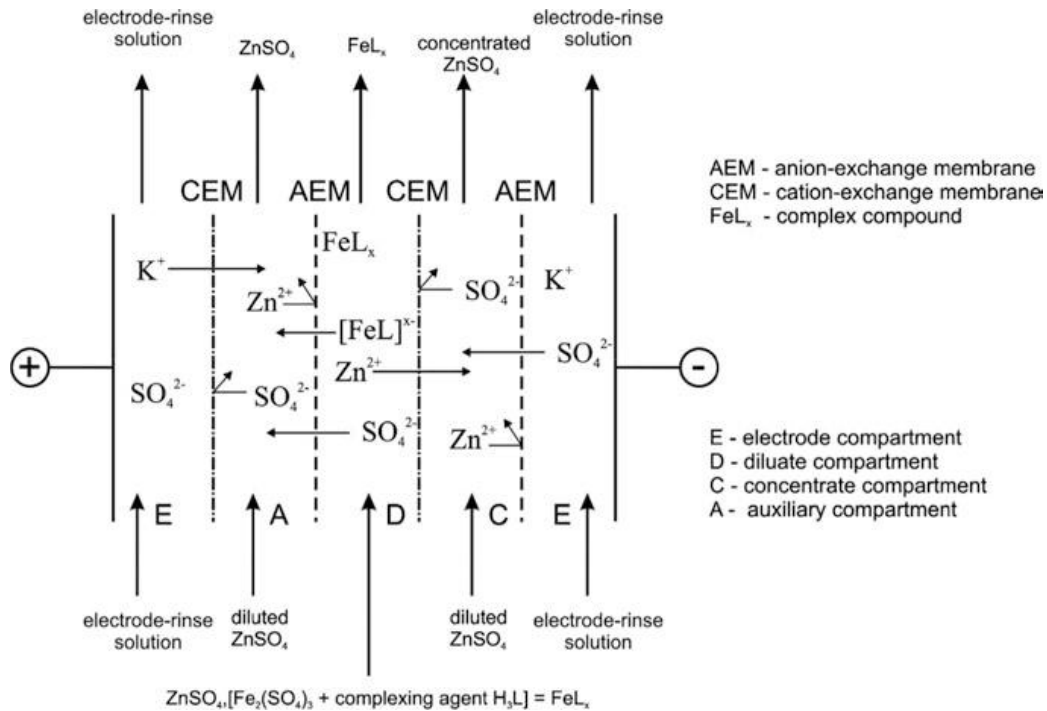 electrode-rinse
solution
ZnSO₄
FeLₓ
concentrated
ZnSO₄
electrode-rinse
solution
CEM
AEM
CEM
AEM
AEM - anion-exchange membrane
CEM - cation-exchange membrane
FeLₓ - complex compound
FeLₓ
K⁺
Zn²⁺
SO₄²⁻
K⁺
[FeL]ˣ⁻
+
SO₄²⁻
Zn²⁺
SO₄²⁻
-
SO₄²⁻
SO₄²⁻
Zn²⁺
E - electrode compartment
D - diluate compartment
C - concentrate compartment
A - auxiliary compartment
E
A
D
C
E
electrode-rinse
solution
diluted
ZnSO₄
diluted
ZnSO₄
electrode-rinse
solution
ZnSO₄,[Fe₂(SO₄)₃ + complexing agent H₃L] = FeLₓ